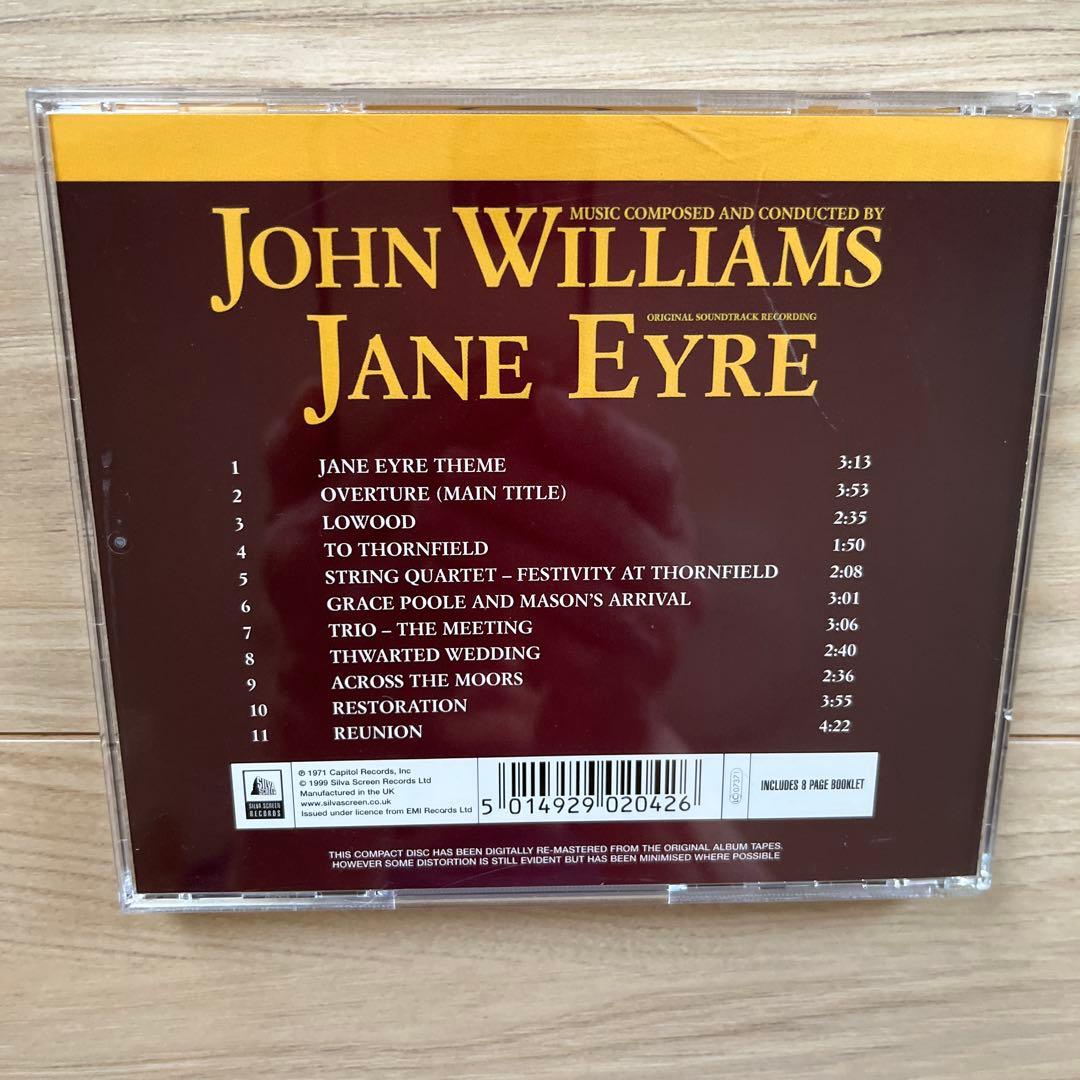 MUSIC COMPOSED AND CONDUCTED BY
JOHN WILLIAMS
ORIGINAL SOUNDTRACK RECORDING
JANE EYRE
1 JANE EYRE THEME 3:13
2 OVERTURE (MAIN TITLE) 3:53
3 LOWOOD 2:35
4 TO THORNFIELD 1:50
5 STRING QUARTET – FESTIVITY AT THORNFIELD 2:08
6 GRACE POOLE AND MASON'S ARRIVAL 3:01
7 TRIO – THE MEETING 3:06
8 THWARTED WEDDING 2:40
9 ACROSS THE MOORS 2:36
10 RESTORATION 3:55
11 REUNION 4:22
SILVA SCREEN
RECORDS
℗ 1971 Capitol Records, Inc
© 1999 Silva Screen Records Ltd
Manufactured in the UK
www.silvascreen.co.uk
Issued under licence from EMI Records Ltd
5 014929 020426
LC 07371
INCLUDES 8 PAGE BOOKLET
THIS COMPACT DISC HAS BEEN DIGITALLY RE-MASTERED FROM THE ORIGINAL ALBUM TAPES.
HOWEVER SOME DISTORTION IS STILL EVIDENT BUT HAS BEEN MINIMISED WHERE POSSIBLE